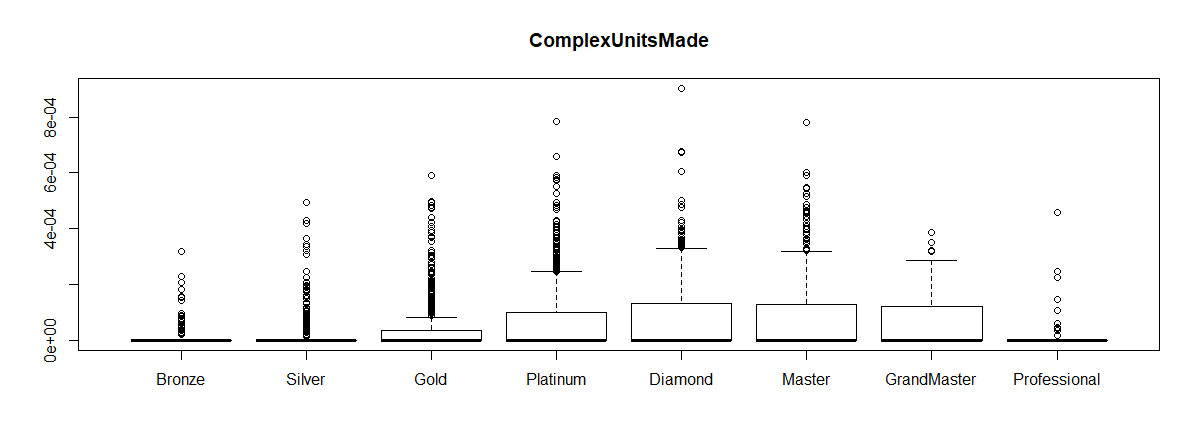 ComplexUnitsMade
8e-04
6e-04
4e-04
0e+00
Bronze Silver Gold Platinum Diamond Master GrandMaster Professional